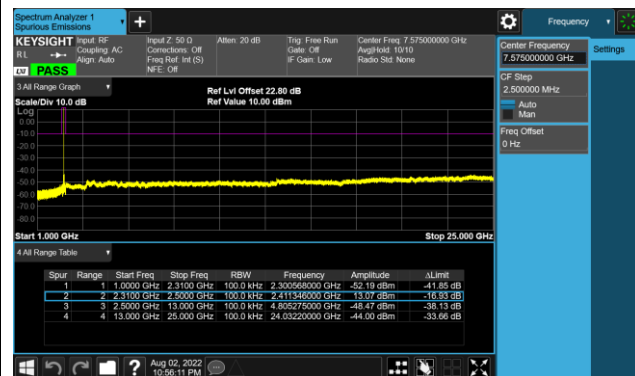 Spectrum Analyzer 1
Spurious Emissions
Frequency
KEYSIGHT Input: RF
RL
Coupling: AC
Align: Auto
Input Z: 50 Ω
Corrections: Off
Freq Ref: Int (S)
NFE: Off
Atten: 20 dB
Trig: Free Run
Gate: Off
IF Gain: Low
Center Freq: 7.575000000 GHz
Avg|Hold: 10/10
Radio Std: None
LXI PASS
Center Frequency
7.575000000 GHz
Settings
CF Step
2.500000 MHz
Auto
Man
Freq Offset
0 Hz
3 All Range Graph
Scale/Div 10.0 dB
Ref Lvl Offset 22.80 dB
Ref Value 10.00 dBm
Log
0.00
-10.0
-20.0
-30.0
-40.0
-50.0
-60.0
-70.0
-80.0
Start 1.000 GHz
Stop 25.000 GHz
4 All Range Table
Spur Range Start Freq Stop Freq RBW Frequency Amplitude ΔLimit
1 1 1.0000 GHz 2.3100 GHz 100.0 kHz 2.300568000 GHz -52.19 dBm -41.85 dB
2 2 2.3100 GHz 2.5000 GHz 100.0 kHz 2.411346000 GHz 13.07 dBm -16.93 dB
3 3 2.5000 GHz 13.000 GHz 100.0 kHz 4.805275000 GHz -48.47 dBm -38.13 dB
4 4 13.000 GHz 25.000 GHz 100.0 kHz 24.03220000 GHz -44.00 dBm -33.66 dB
?
Aug 02, 2022
10:56:11 PM